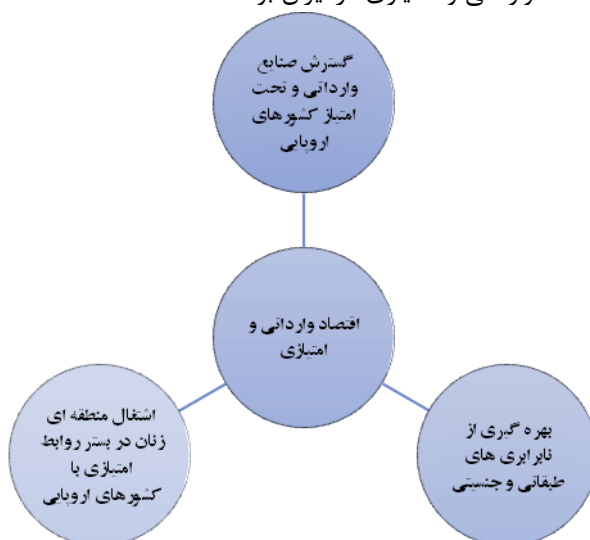 گسترش صنایع
وارداتی و تحت
امتیاز کشورهای
اروپایی
اقتصاد وارداتی و
امتیازی
اشتغال منطقه ای
زنان در بستر روابط
امتیازی با
کشورهای اروپایی
بهره گیری از
نابرابری های
طبقاتی و جنسیتی